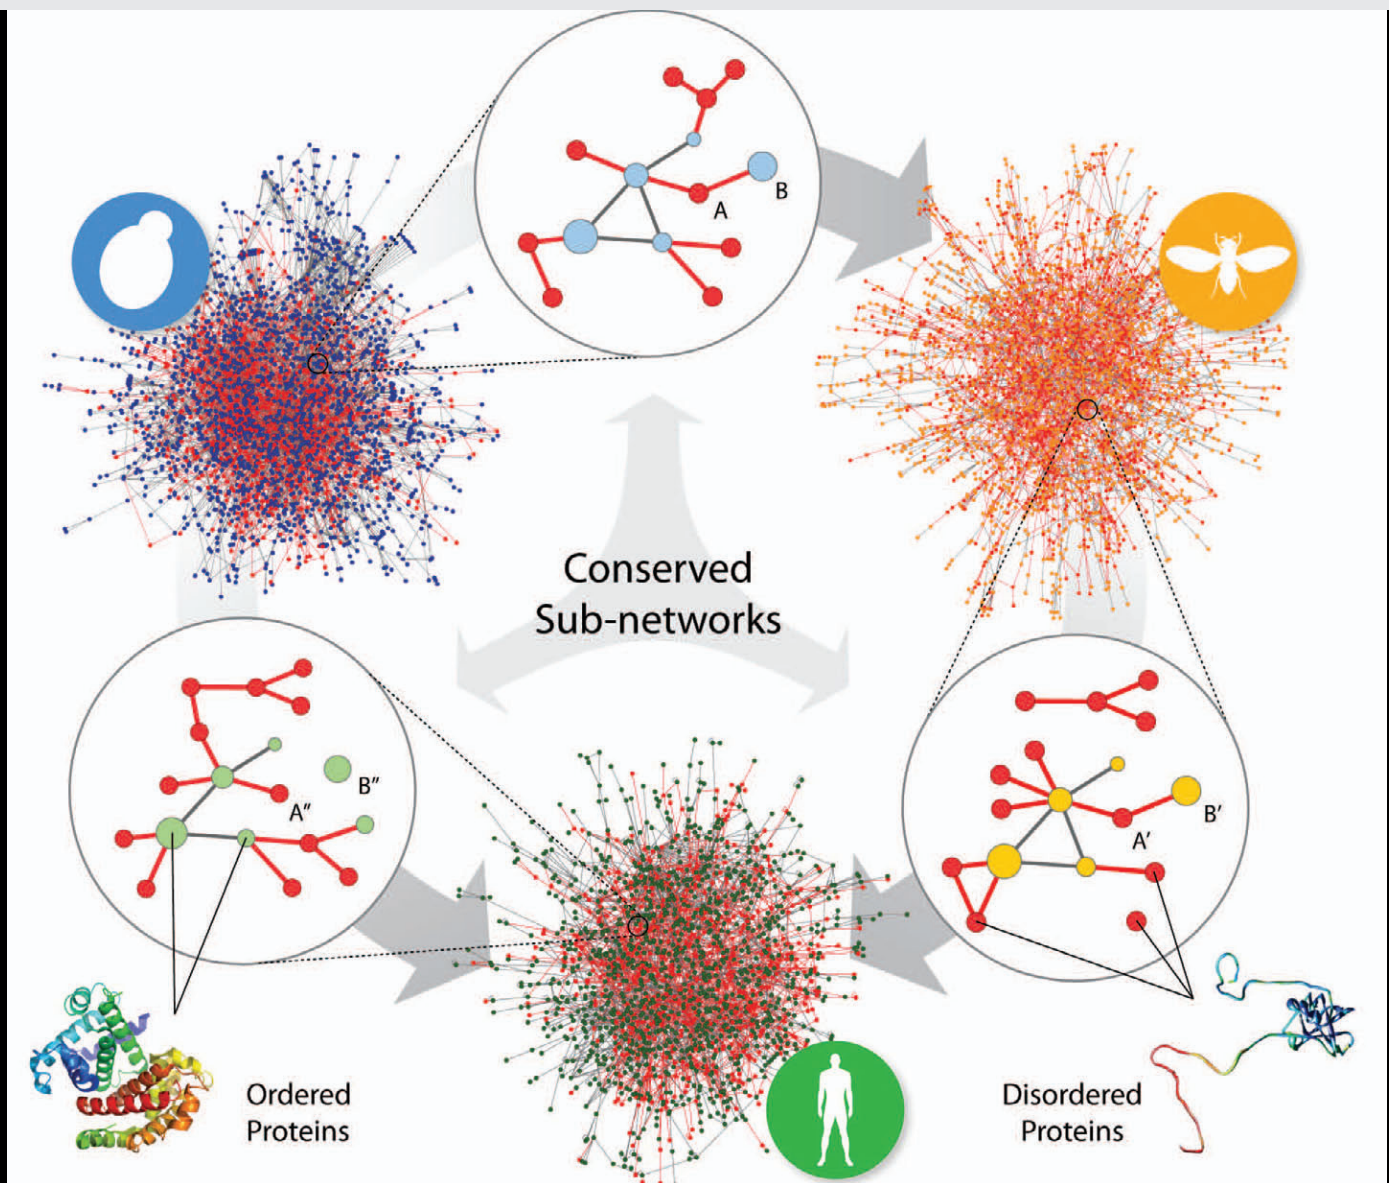 A
B
Conserved
Sub-networks
B″
A″
B′
A′
Ordered
Proteins
Disordered
Proteins